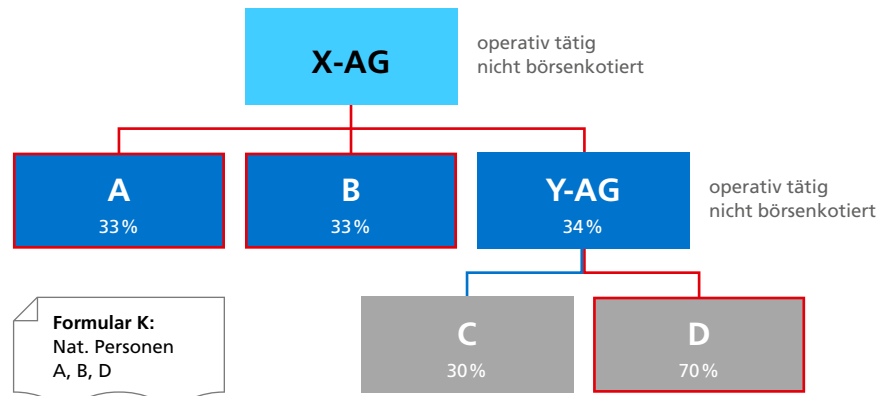 X-AG
operativ tätig
nicht börsenkotiert
A
33%
B
33%
Y-AG
34%
operativ tätig
nicht börsenkotiert
Formular K:
Nat. Personen
A, B, D
C
30%
D
70%